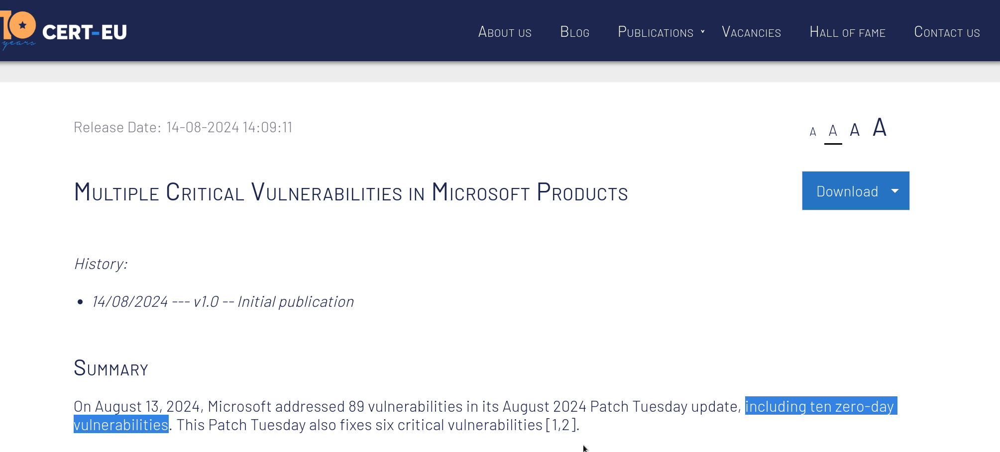 10 years CERT-EU
About us Blog Publications Vacancies Hall of fame Contact us
Release Date: 14-08-2024 14:09:11
A A A A
Multiple Critical Vulnerabilities in Microsoft Products
Download
History:
• 14/08/2024 --- v1.0 -- Initial publication
Summary
On August 13, 2024, Microsoft addressed 89 vulnerabilities in its August 2024 Patch Tuesday update, including ten zero-day
vulnerabilities. This Patch Tuesday also fixes six critical vulnerabilities [1,2].